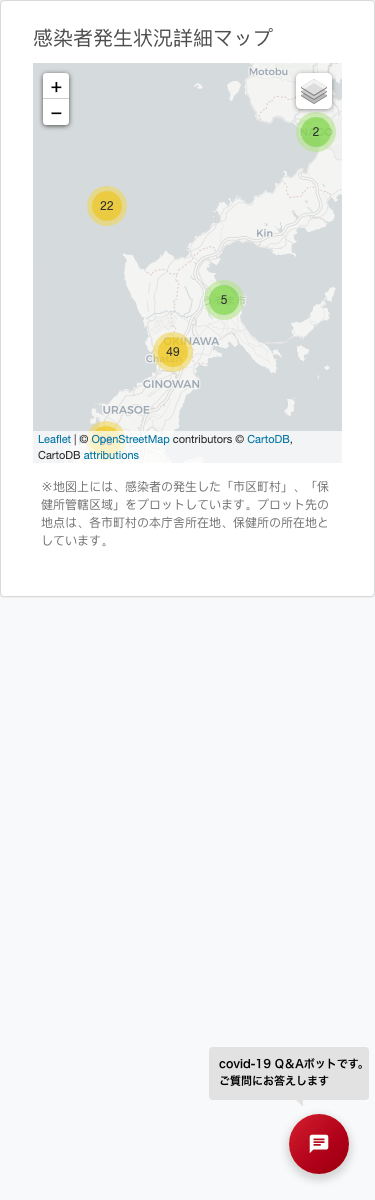 感染者発生状況詳細マップ
Motobu
+
−
2
22
Kin
5
OKINAWA
49
GINOWAN
URASOE
Leaflet | © OpenStreetMap contributors © CartoDB,
CartoDB attributions
※地図上には、感染者の発生した「市区町村」、「保
健所管轄区域」をプロットしています。プロット先の
地点は、各市町村の本庁舎所在地、保健所の所在地と
しています。
covid-19 Q&Aボットです。
ご質問にお答えします